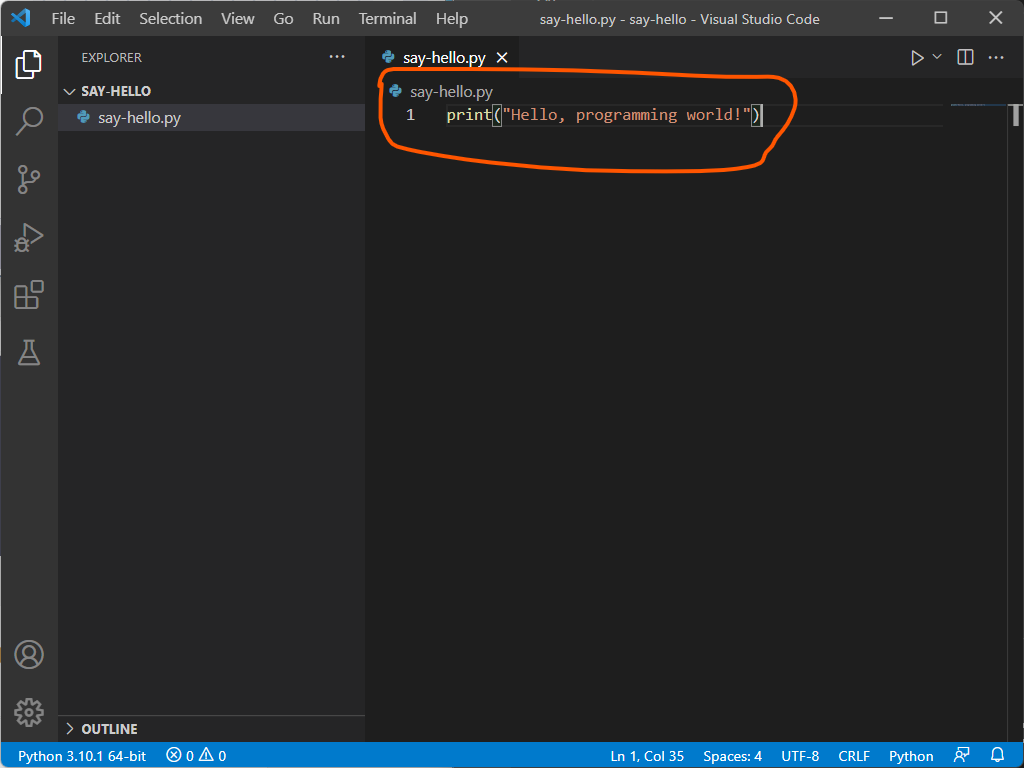 File Edit Selection View Go Run Terminal Help say-hello.py - say-hello - Visual Studio Code
EXPLORER
SAY-HELLO
say-hello.py
OUTLINE
say-hello.py
say-hello.py
1 print("Hello, programming world!")
Python 3.10.1 64-bit 0 0 Ln 1, Col 35 Spaces: 4 UTF-8 CRLF Python